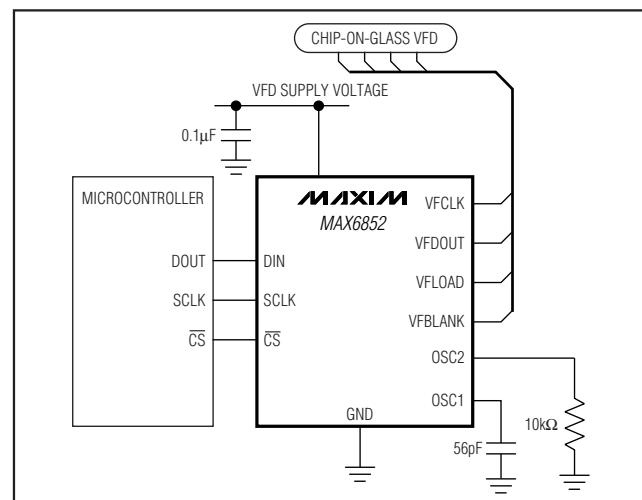 CHIP-ON-GLASS VFD
VFD SUPPLY VOLTAGE
0.1µF
MICROCONTROLLER
MAXIM
MAX6852
VFCLK
VFDOUT
DOUT
DIN
VFLOAD
SCLK
SCLK
VFBLANK
CS
CS
OSC2
OSC1
GND
10kΩ
56pF